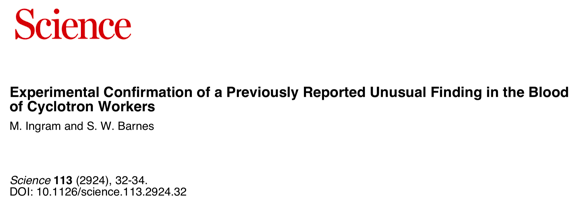 Science
Experimental Confirmation of a Previously Reported Unusual Finding in the Blood
of Cyclotron Workers
M. Ingram and S. W. Barnes
Science 113 (2924), 32-34.
DOI: 10.1126/science.113.2924.32